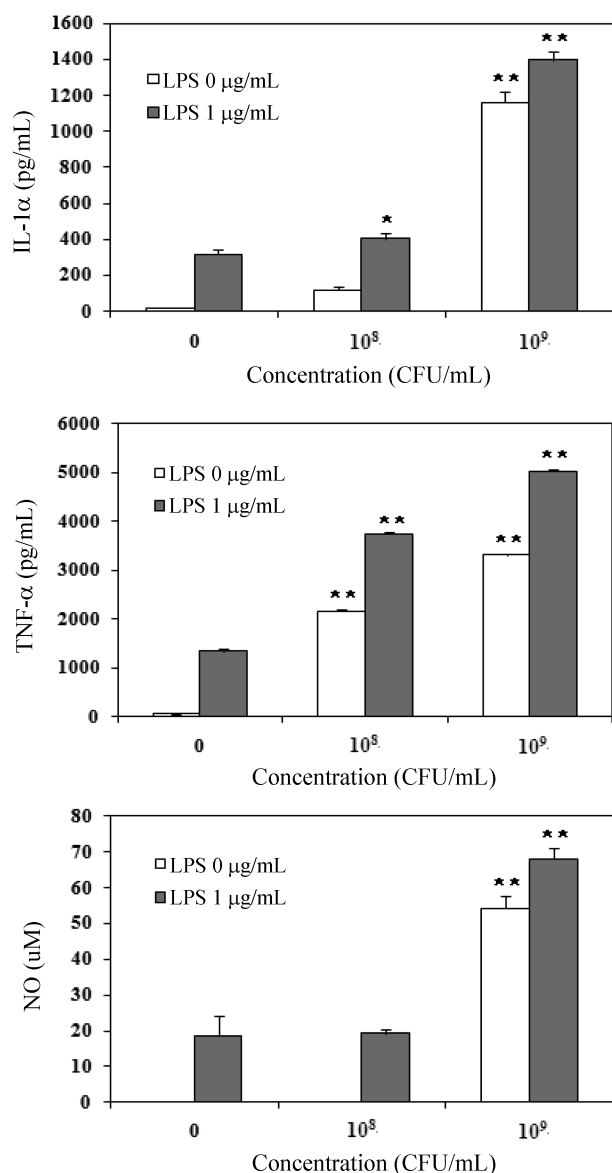 1600
1400
1200
1000
800
600
400
200
0
IL-1α (pg/mL)
LPS 0 µg/mL
LPS 1 µg/mL
**
**
*
0 10⁸ 10⁹
Concentration (CFU/mL)
6000
5000
4000
3000
2000
1000
0
TNF-α (pg/mL)
LPS 0 µg/mL
LPS 1 µg/mL
**
**
**
**
0 10⁸ 10⁹
Concentration (CFU/mL)
80
70
60
50
40
30
20
10
0
NO (uM)
LPS 0 µg/mL
LPS 1 µg/mL
**
**
0 10⁸ 10⁹
Concentration (CFU/mL)